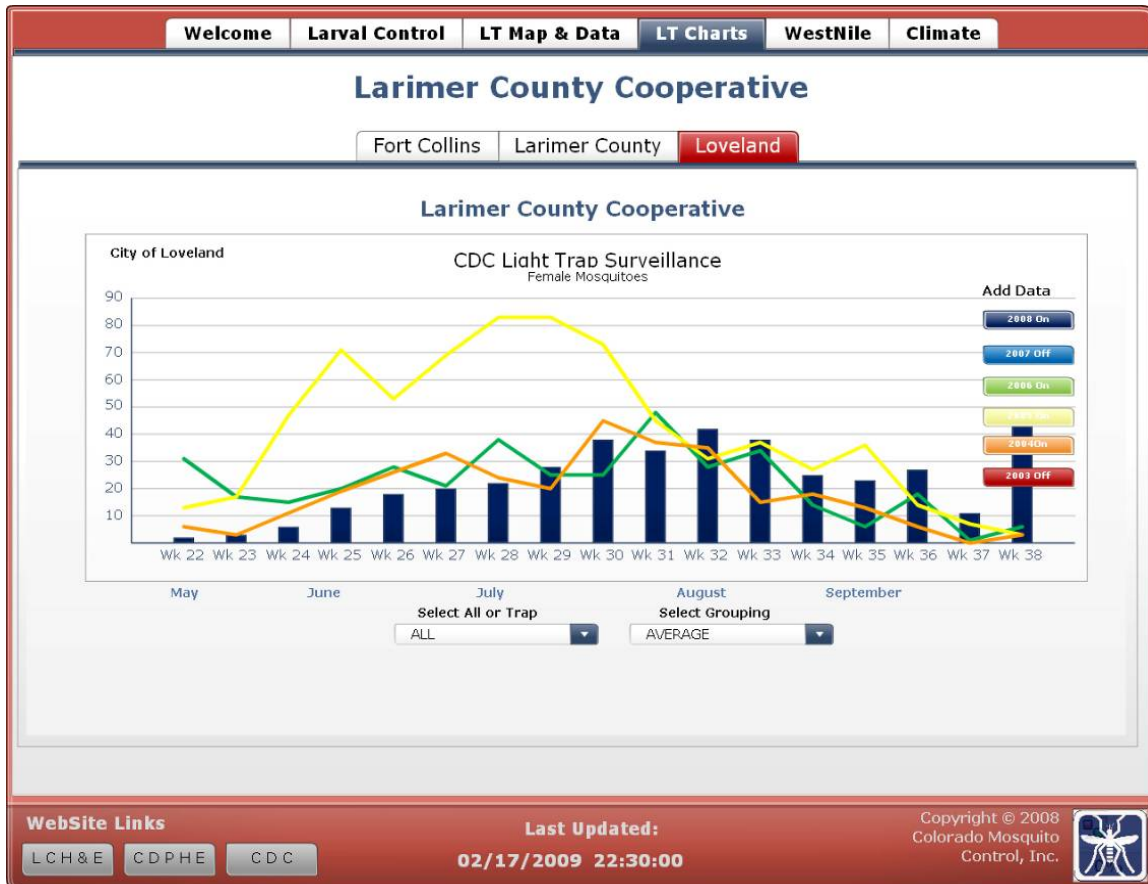 Welcome Larval Control LT Map & Data LT Charts WestNile Climate
Larimer County Cooperative
Fort Collins Larimer County Loveland
Larimer County Cooperative
City of Loveland
CDC Light Trap Surveillance
Female Mosquitoes
Add Data
2008 On
2007 Off
2006 On
2004On
2003 Off
90
80
70
60
50
40
30
20
10
Wk 22 Wk 23 Wk 24 Wk 25 Wk 26 Wk 27 Wk 28 Wk 29 Wk 30 Wk 31 Wk 32 Wk 33 Wk 34 Wk 35 Wk 36 Wk 37 Wk 38
May June July August September
Select All or Trap Select Grouping
ALL AVERAGE
WebSite Links
LCH&E CDPHE CDC
Last Updated:
02/17/2009 22:30:00
Copyright © 2008
Colorado Mosquito
Control, Inc.